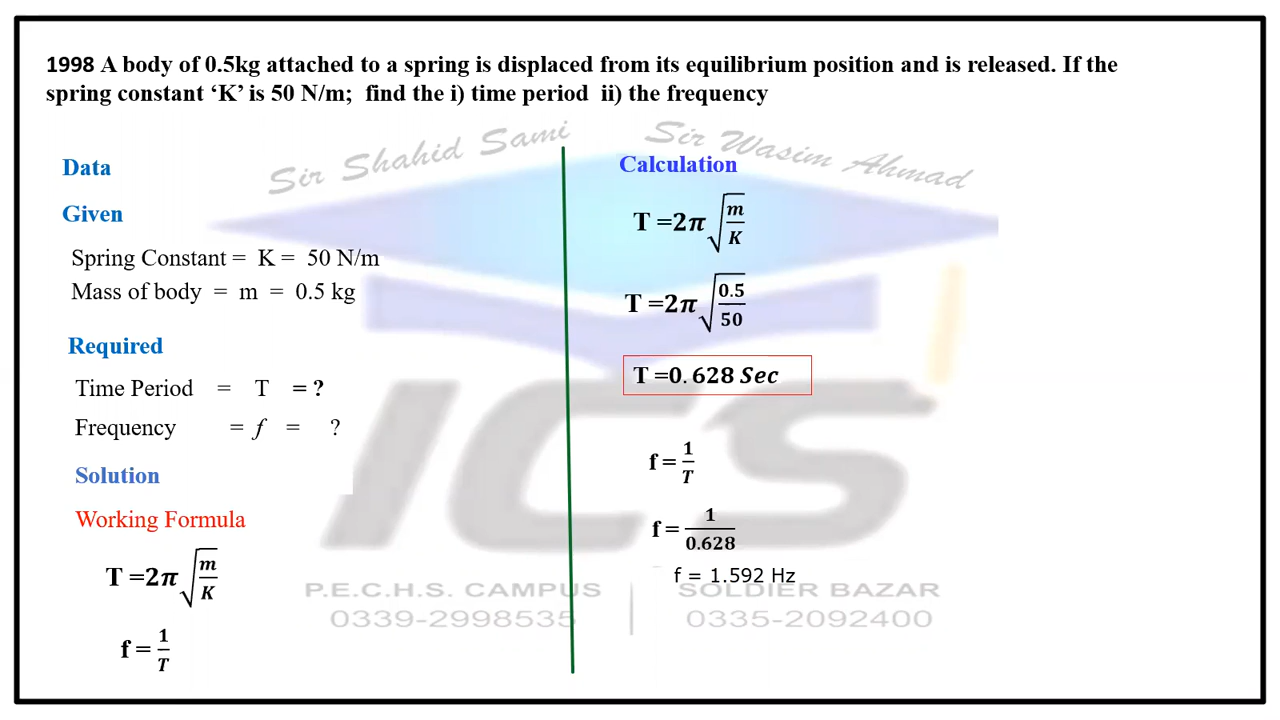 1998 A body of 0.5kg attached to a spring is displaced from its equilibrium position and is released. If the
spring constant ‘K’ is 50 N/m; find the i) time period ii) the frequency
Sir Shahid Sami
Sir Wasim Ahmad
Data
Given
Spring Constant = K = 50 N/m
Mass of body = m = 0.5 kg
Required
Time Period = T = ?
Frequency = f = ?
Solution
Working Formula
T =2π √(m/K)
f = 1/T
Calculation
T =2π √(m/K)
T =2π √(0.5/50)
T =0.628 Sec
f = 1/T
f = 1/0.628
f = 1.592 Hz
ICS
P.E.C.H.S. CAMPUS
0339-2998535
SOLDIER BAZAR
0335-2092400